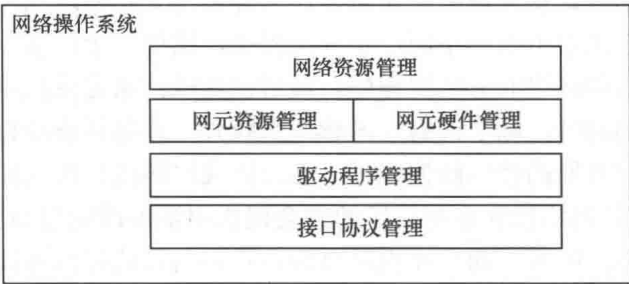 网络操作系统
网络资源管理
网元资源管理 网元硬件管理
驱动程序管理
接口协议管理